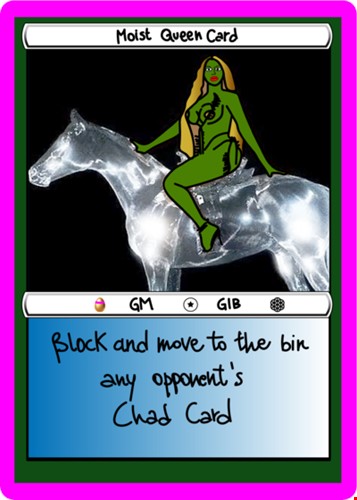 Moist Queen Card
GM GIB
Block and move to the bin
any opponent's
Chad Card